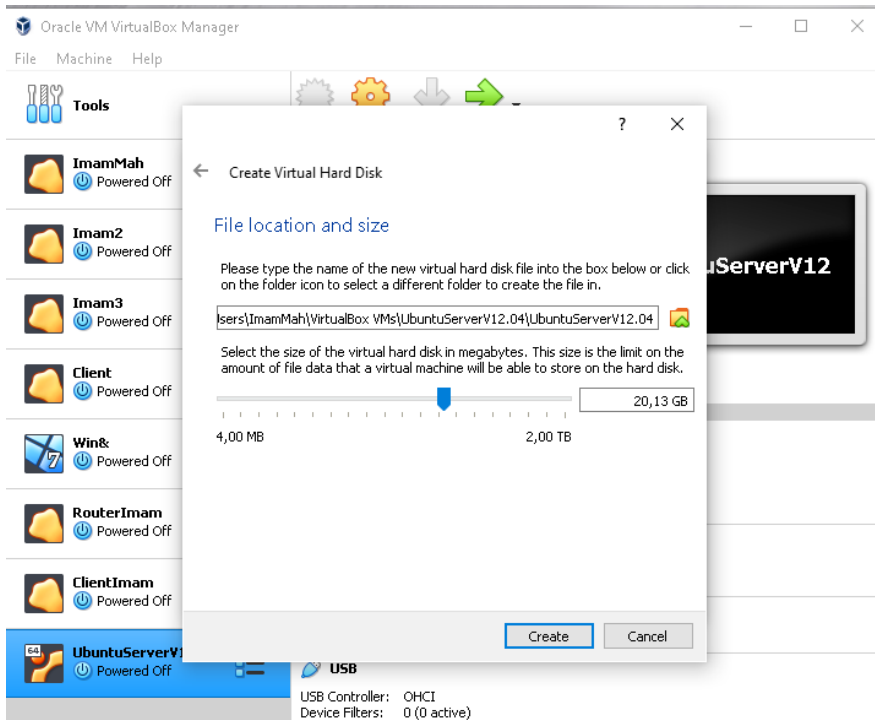 Oracle VM VirtualBox Manager
File Machine Help
Tools
ImamMah
Powered Off
Imam2
Powered Off
Imam3
Powered Off
Client
Powered Off
Win&
Powered Off
RouterImam
Powered Off
ClientImam
Powered Off
64
UbuntuServerV1
Powered Off
?
Create Virtual Hard Disk
File location and size
Please type the name of the new virtual hard disk file into the box below or click
on the folder icon to select a different folder to create the file in.
sers\ImamMah\VirtualBox VMs\UbuntuServerV12.04\UbuntuServerV12.04
Select the size of the virtual hard disk in megabytes. This size is the limit on the
amount of file data that a virtual machine will be able to store on the hard disk.
20,13 GB
4,00 MB 2,00 TB
Create Cancel
uServerV12
USB
USB Controller: OHCI
Device Filters: 0 (0 active)